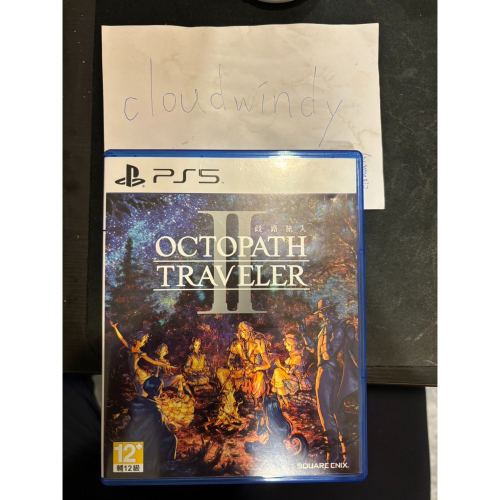 cloudwindy
PS5
歧路旅人
II
OCTOPATH
TRAVELER
12+
輔12級
SQUARE ENIX